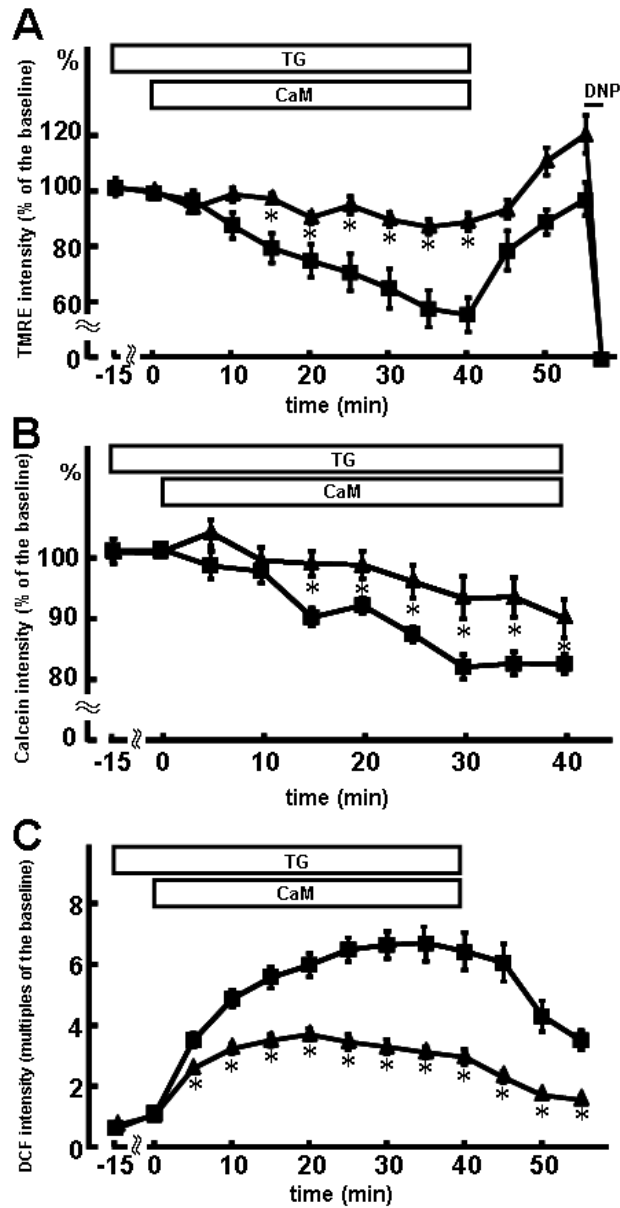 A
%
TG
CaM
DNP
TMRE intensity (% of the baseline)
120
100
80
60
0
-15 0 10 20 30 40 50
time (min)
*
*
*
*
*
*
B
%
TG
CaM
Calcein intensity (% of the baseline)
100
90
80
0
-15 0 10 20 30 40
time (min)
*
*
*
*
*
*
C
TG
CaM
DCF intensity (multiples of the baseline)
8
6
4
2
0
-15 0 10 20 30 40 50
time (min)
*
*
*
*
*
*
*
*
*
*
*